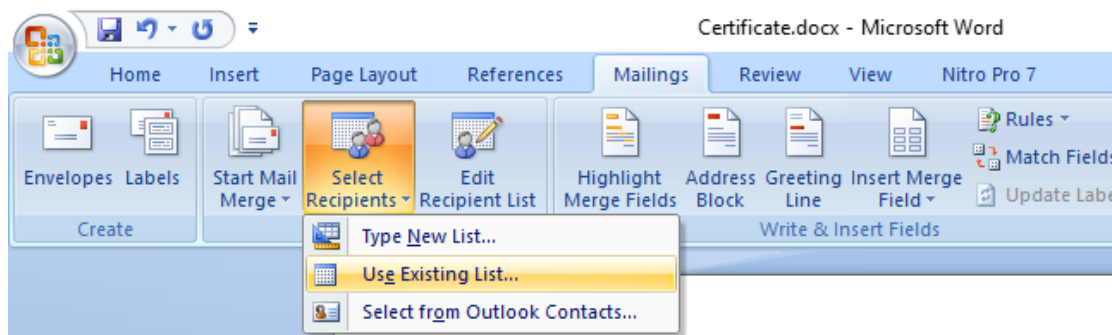 Certificate.docx - Microsoft Word
Home Insert Page Layout References Mailings Review View Nitro Pro 7
Envelopes Labels Start Mail Merge Select Recipients Edit Recipient List Highlight Merge Fields Address Block Greeting Line Insert Merge Field Rules
Match Fields
Update Labe
Create Write & Insert Fields
Type New List...
Use Existing List...
Select from Outlook Contacts...